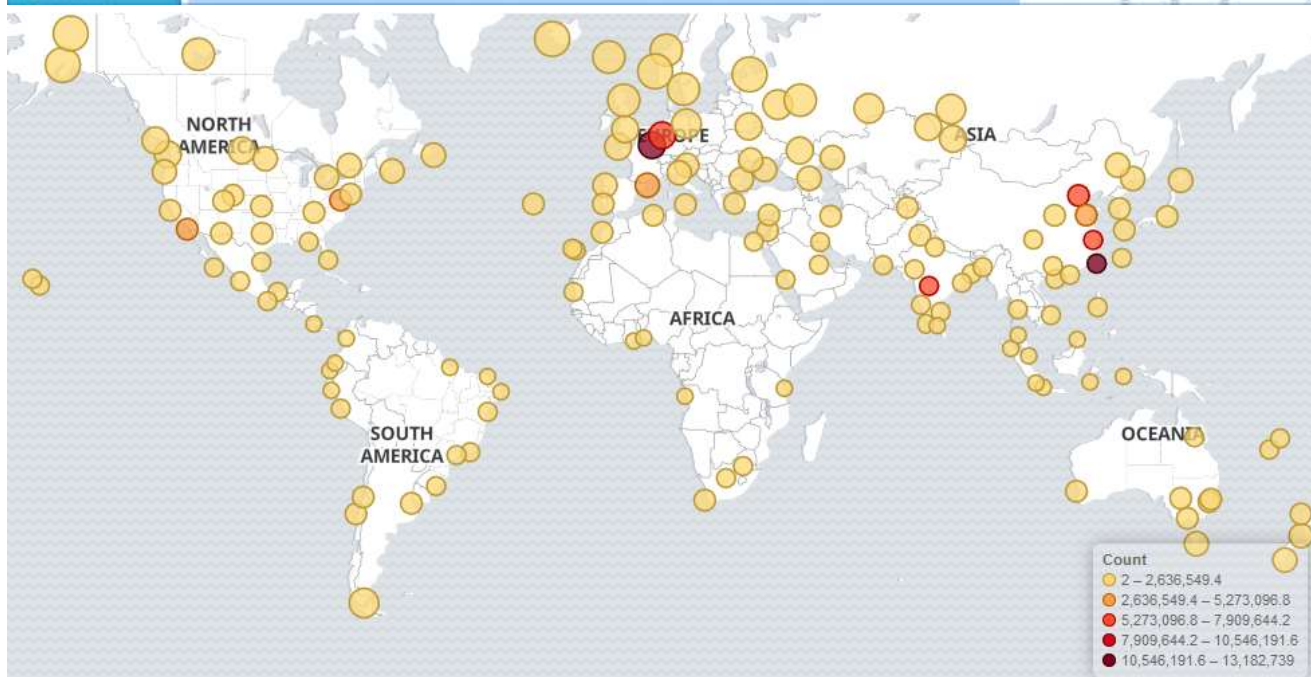 NORTH
AMERICA
EUROPE
ASIA
AFRICA
SOUTH
AMERICA
OCEANIA
Count
2 – 2,636,549.4
2,636,549.4 – 5,273,096.8
5,273,096.8 – 7,909,644.2
7,909,644.2 – 10,546,191.6
10,546,191.6 – 13,182,739